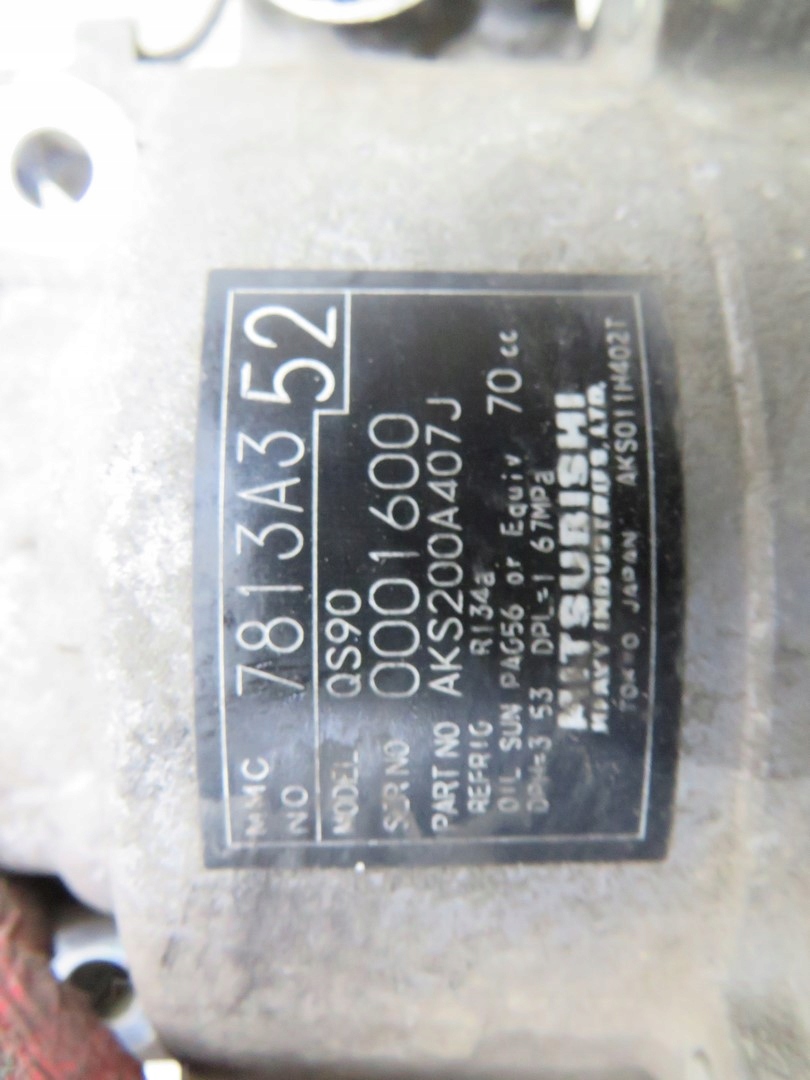 MMC NO 7813A352
MODEL QS90
SER NO 0001600
PART NO AKS200A407J
REFRIG R134a
OIL SUN PAG56 or Equiv 70 cc
DPH=3 53 DPL=1 67MPa
MITSUBISHI
HEAVY INDUSTRIES, LTD.
TOKYO JAPAN AKS011H402T